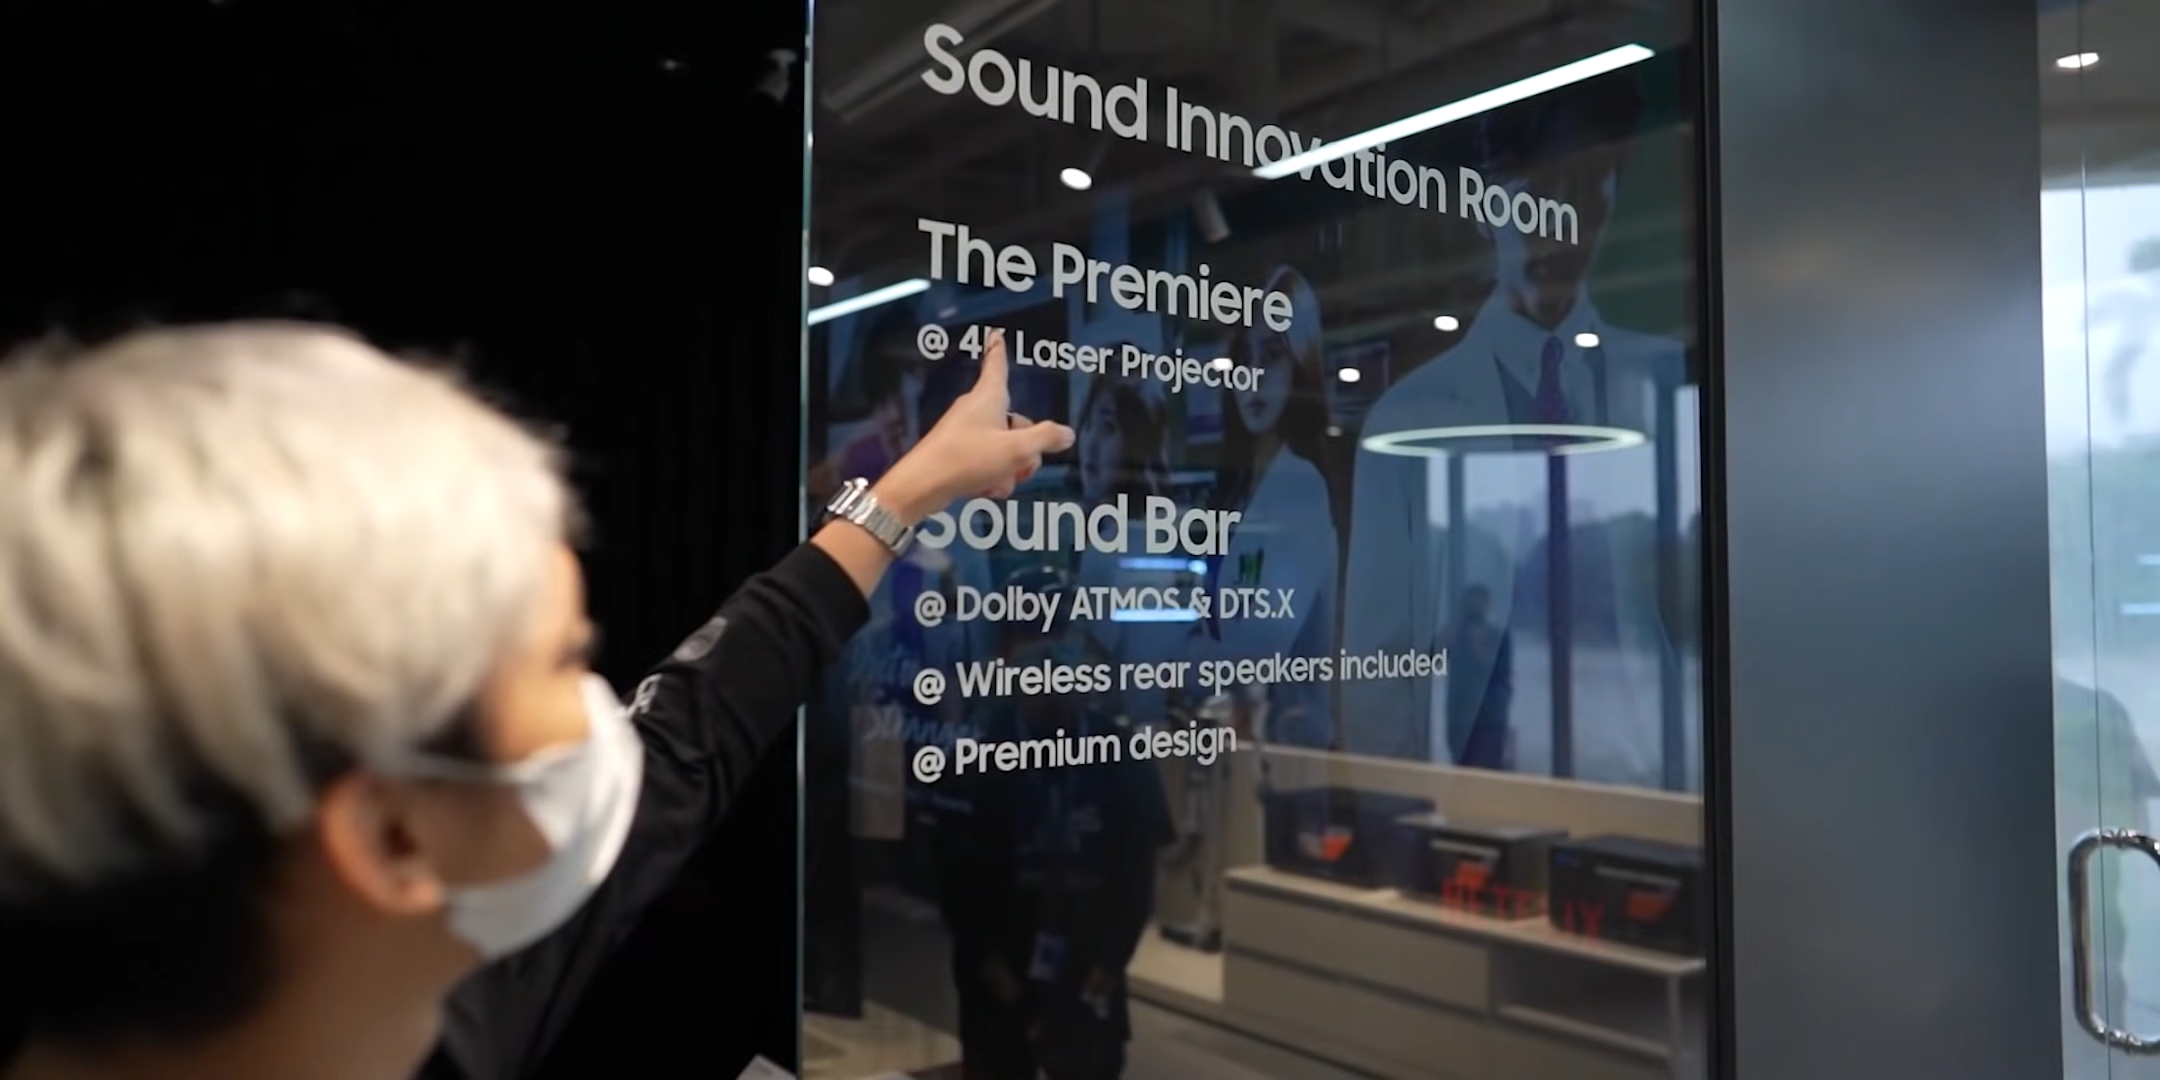 Sound Innovation Room
The Premiere
@ 4K Laser Projector
Sound Bar
@ Dolby ATMOS & DTS.X
@ Wireless rear speakers included
@ Premium design
NETFLIX